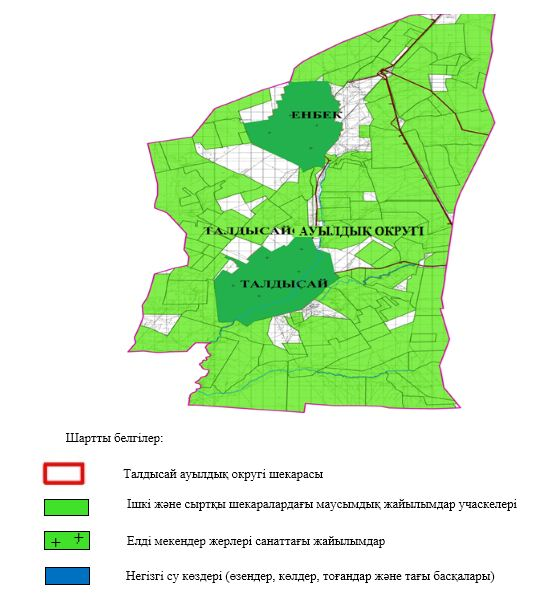 ЕНБЕК
ТАЛДЫСАЙ АУЫЛДЫҚ ОКРУГІ
ТАЛДЫСАЙ
Шартты белгілер:
Талдысай ауылдық округі шекарасы
Ішкі және сыртқы шекаралардағы маусымдық жайылымдар учаскелері
Елді мекендер жерлері санаттағы жайылымдар
Негізгі су көздері (өзендер, көлдер, тоғандар және тағы басқалары)